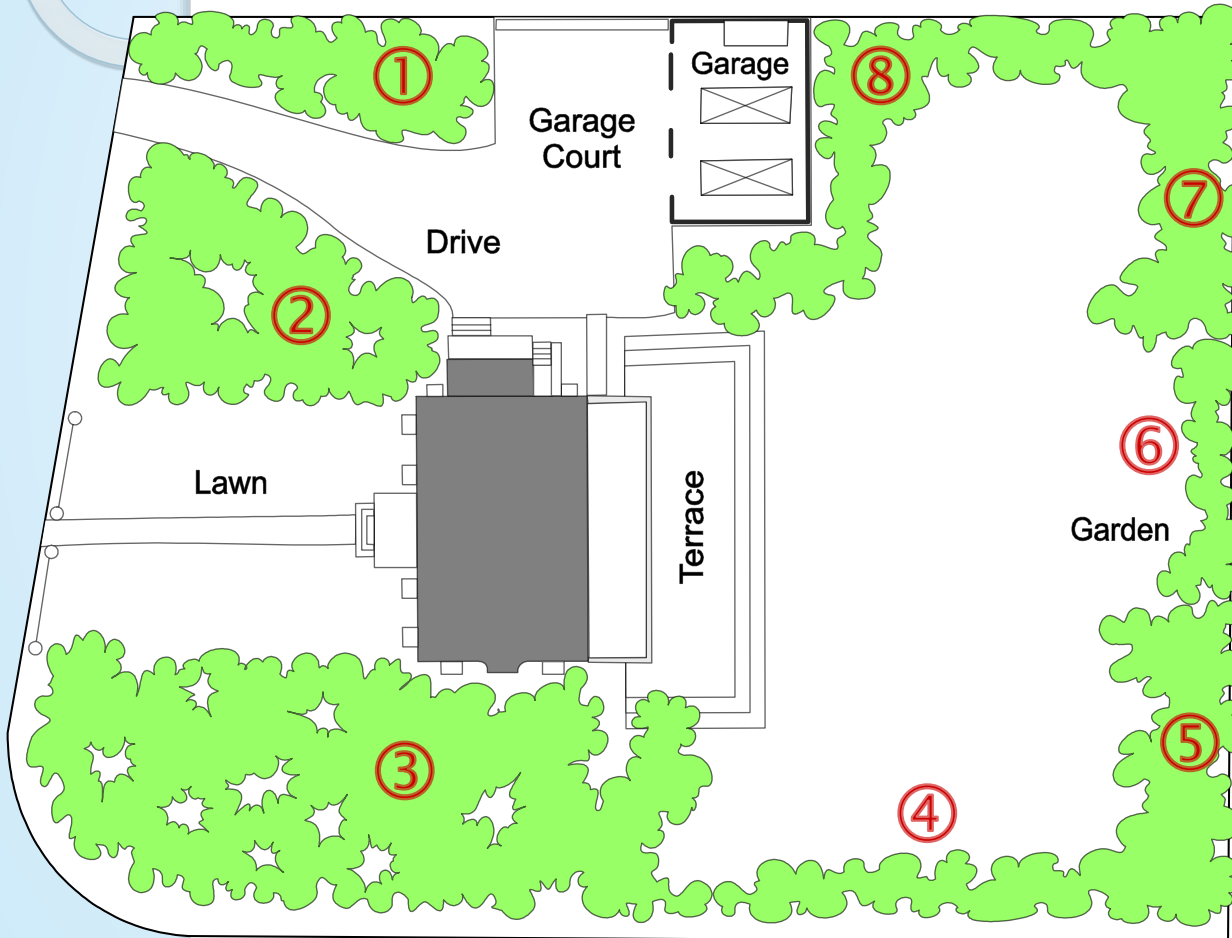 ①
Garage
⑧
Garage
Court
⑦
Drive
②
⑥
Lawn
Terrace
Garden
⑤
③
④